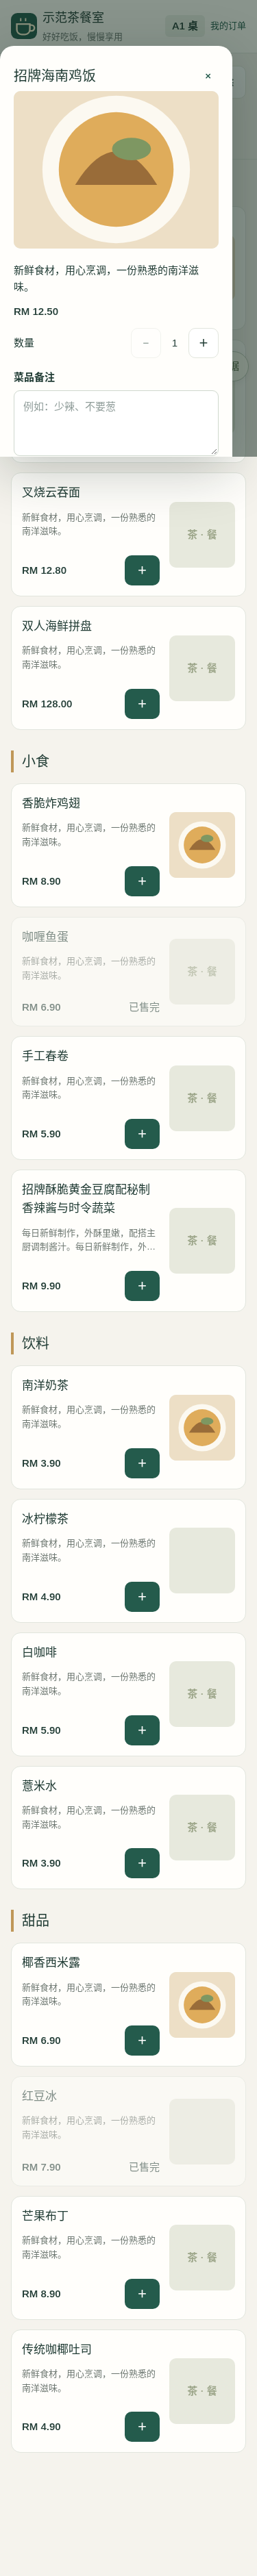 示范茶餐室
好好吃饭，慢慢享用
A1 桌
我的订单
招牌海南鸡饭
×
新鲜食材，用心烹调，一份熟悉的南洋滋
味。
RM 12.50
数量
−
1
+
菜品备注
例如：少辣、不要葱
叉烧云吞面
新鲜食材，用心烹调，一份熟悉的
南洋滋味。
茶 · 餐
RM 12.80
+
双人海鲜拼盘
新鲜食材，用心烹调，一份熟悉的
南洋滋味。
茶 · 餐
RM 128.00
+
小食
香脆炸鸡翅
新鲜食材，用心烹调，一份熟悉的
南洋滋味。
RM 8.90
+
咖喱鱼蛋
新鲜食材，用心烹调，一份熟悉的
南洋滋味。
茶 · 餐
RM 6.90
已售完
手工春卷
新鲜食材，用心烹调，一份熟悉的
南洋滋味。
茶 · 餐
RM 5.90
+
招牌酥脆黄金豆腐配秘制
香辣酱与时令蔬菜
每日新鲜制作，外酥里嫩，配搭主
厨调制酱汁。每日新鲜制作，外…
茶 · 餐
RM 9.90
+
饮料
南洋奶茶
新鲜食材，用心烹调，一份熟悉的
南洋滋味。
RM 3.90
+
冰柠檬茶
新鲜食材，用心烹调，一份熟悉的
南洋滋味。
RM 4.90
+
白咖啡
新鲜食材，用心烹调，一份熟悉的
南洋滋味。
茶 · 餐
RM 5.90
+
薏米水
新鲜食材，用心烹调，一份熟悉的
南洋滋味。
茶 · 餐
RM 3.90
+
甜品
椰香西米露
新鲜食材，用心烹调，一份熟悉的
南洋滋味。
RM 6.90
+
红豆冰
新鲜食材，用心烹调，一份熟悉的
南洋滋味。
RM 7.90
已售完
芒果布丁
新鲜食材，用心烹调，一份熟悉的
南洋滋味。
茶 · 餐
RM 8.90
+
传统咖椰吐司
新鲜食材，用心烹调，一份熟悉的
南洋滋味。
茶 · 餐
RM 4.90
+